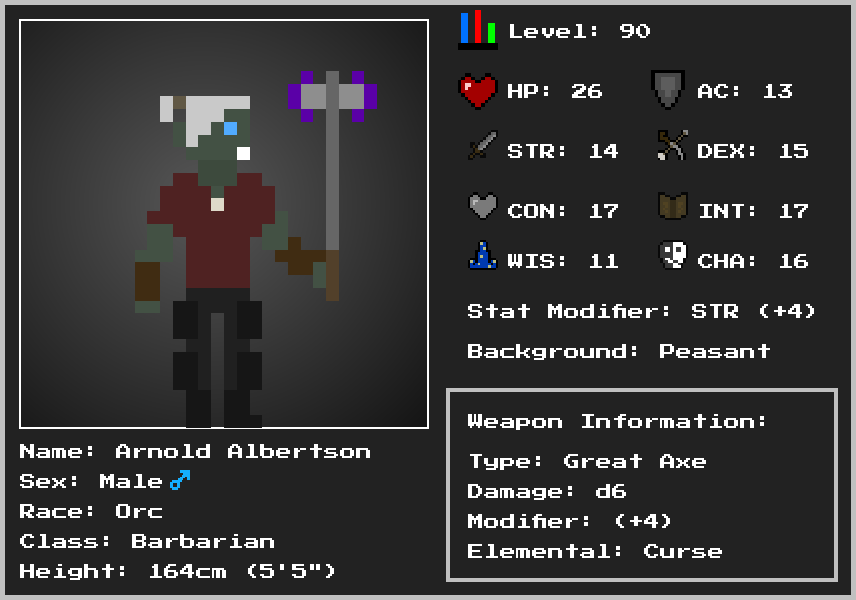 Level: 90
HP: 26
AC: 13
STR: 14
DEX: 15
CON: 17
INT: 17
WIS: 11
CHA: 16
Stat Modifier: STR (+4)
Background: Peasant
Weapon Information:
Type: Great Axe
Damage: d6
Modifier: (+4)
Elemental: Curse
Name: Arnold Albertson
Sex: Male ♂
Race: Orc
Class: Barbarian
Height: 164cm (5'5")